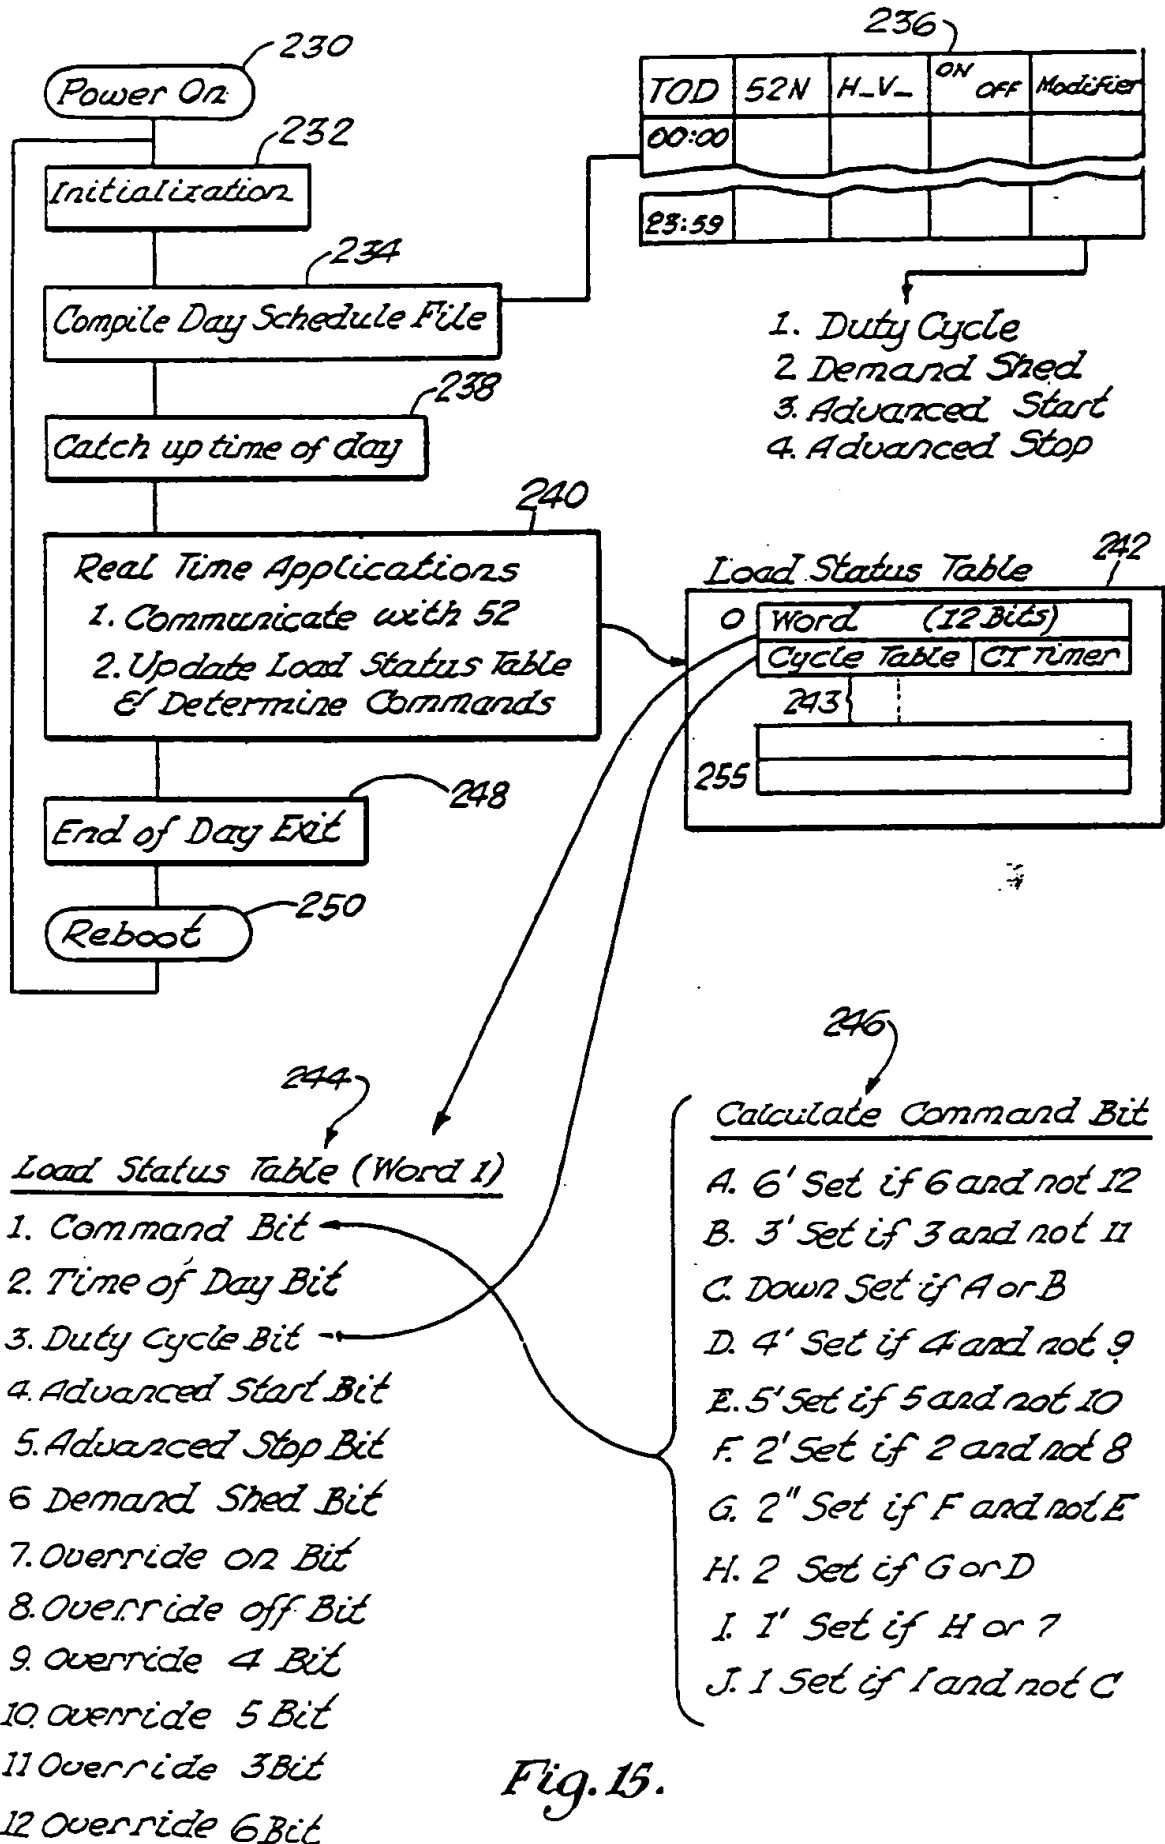 230
Power On
232
Initialization
234
Compile Day Schedule File
238
Catch up time of day
240
Real Time Applications
1. Communicate with 52
2. Update Load Status Table
& Determine Commands
248
End of Day Exit
250
Reboot
236
TOD 52N H_V_ ON OFF Modifier
00:00
23:59
1. Duty Cycle
2 Demand Shed
3. Advanced Start
4. Advanced Stop
242
Load Status Table
0 Word (12 Bits)
Cycle Table CT Timer
243
255
244
Load Status Table (Word 1)
1. Command Bit
2. Time of Day Bit
3. Duty Cycle Bit
4. Advanced Start Bit
5. Advanced Stop Bit
6 Demand Shed Bit
7. Override on Bit
8. Override off Bit
9. Override 4 Bit
10. Override 5 Bit
11 Override 3 Bit
12 Override 6 Bit
246
Calculate Command Bit
A. 6' Set if 6 and not 12
B. 3' Set if 3 and not 11
C. Down Set if A or B
D. 4' Set if 4 and not 9
E. 5' Set if 5 and not 10
F. 2' Set if 2 and not 8
G. 2" Set if F and not E
H. 2 Set if G or D
I. 1' Set if H or 7
J. 1 Set if I and not C
Fig. 15.